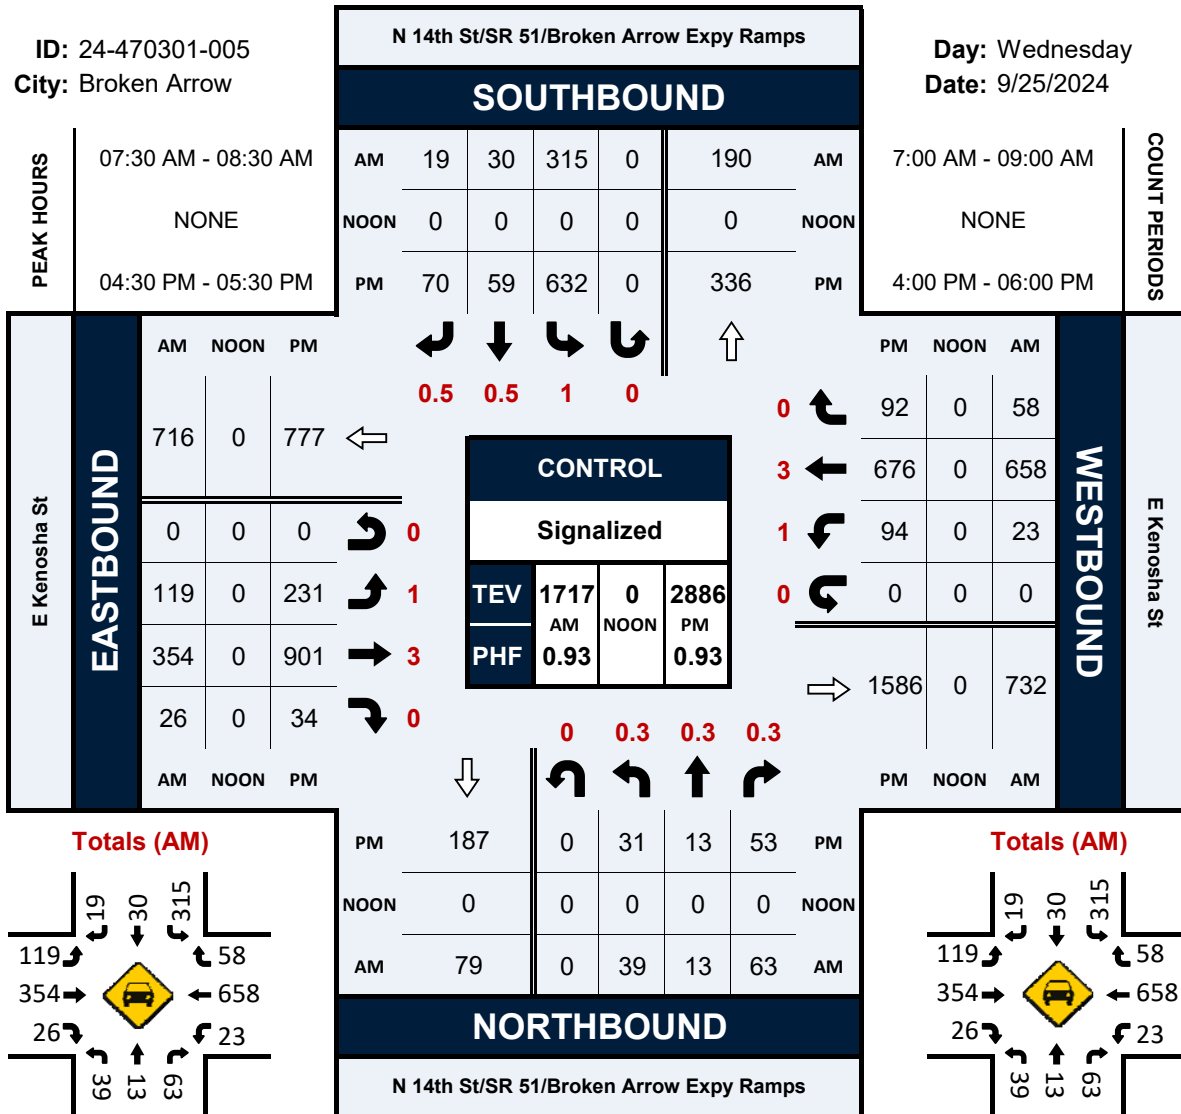 N 14th St/SR 51/Broken Arrow Expy Ramps
ID: 24-470301-005
City: Broken Arrow
Day: Wednesday
Date: 9/25/2024
SOUTHBOUND
PEAK HOURS
07:30 AM - 08:30 AM
NONE
04:30 PM - 05:30 PM
AM 19 30 315 0 190 AM
NOON 0 0 0 0 0 NOON
PM 70 59 632 0 336 PM
7:00 AM - 09:00 AM
NONE
4:00 PM - 06:00 PM
COUNT PERIODS
0.5 0.5 1 0
E Kenosha St
EASTBOUND
AM NOON PM
716 0 777
0 0 0 0
119 0 231 1
354 0 901 3
26 0 34 0
AM NOON PM
CONTROL
Signalized
TEV 1717 0 2886
AM NOON PM
PHF 0.93 0.93
PM NOON AM
0 92 0 58
3 676 0 658
1 94 0 23
0 0 0 0
1586 0 732
PM NOON AM
WESTBOUND
E Kenosha St
0 0.3 0.3 0.3
PM 187 0 31 13 53 PM
NOON 0 0 0 0 0 NOON
AM 79 0 39 13 63 AM
NORTHBOUND
N 14th St/SR 51/Broken Arrow Expy Ramps
Totals (AM)
19 30 315
119 58
354 658
26 23
39 13 63
Totals (AM)
19 30 315
119 58
354 658
26 23
39 13 63